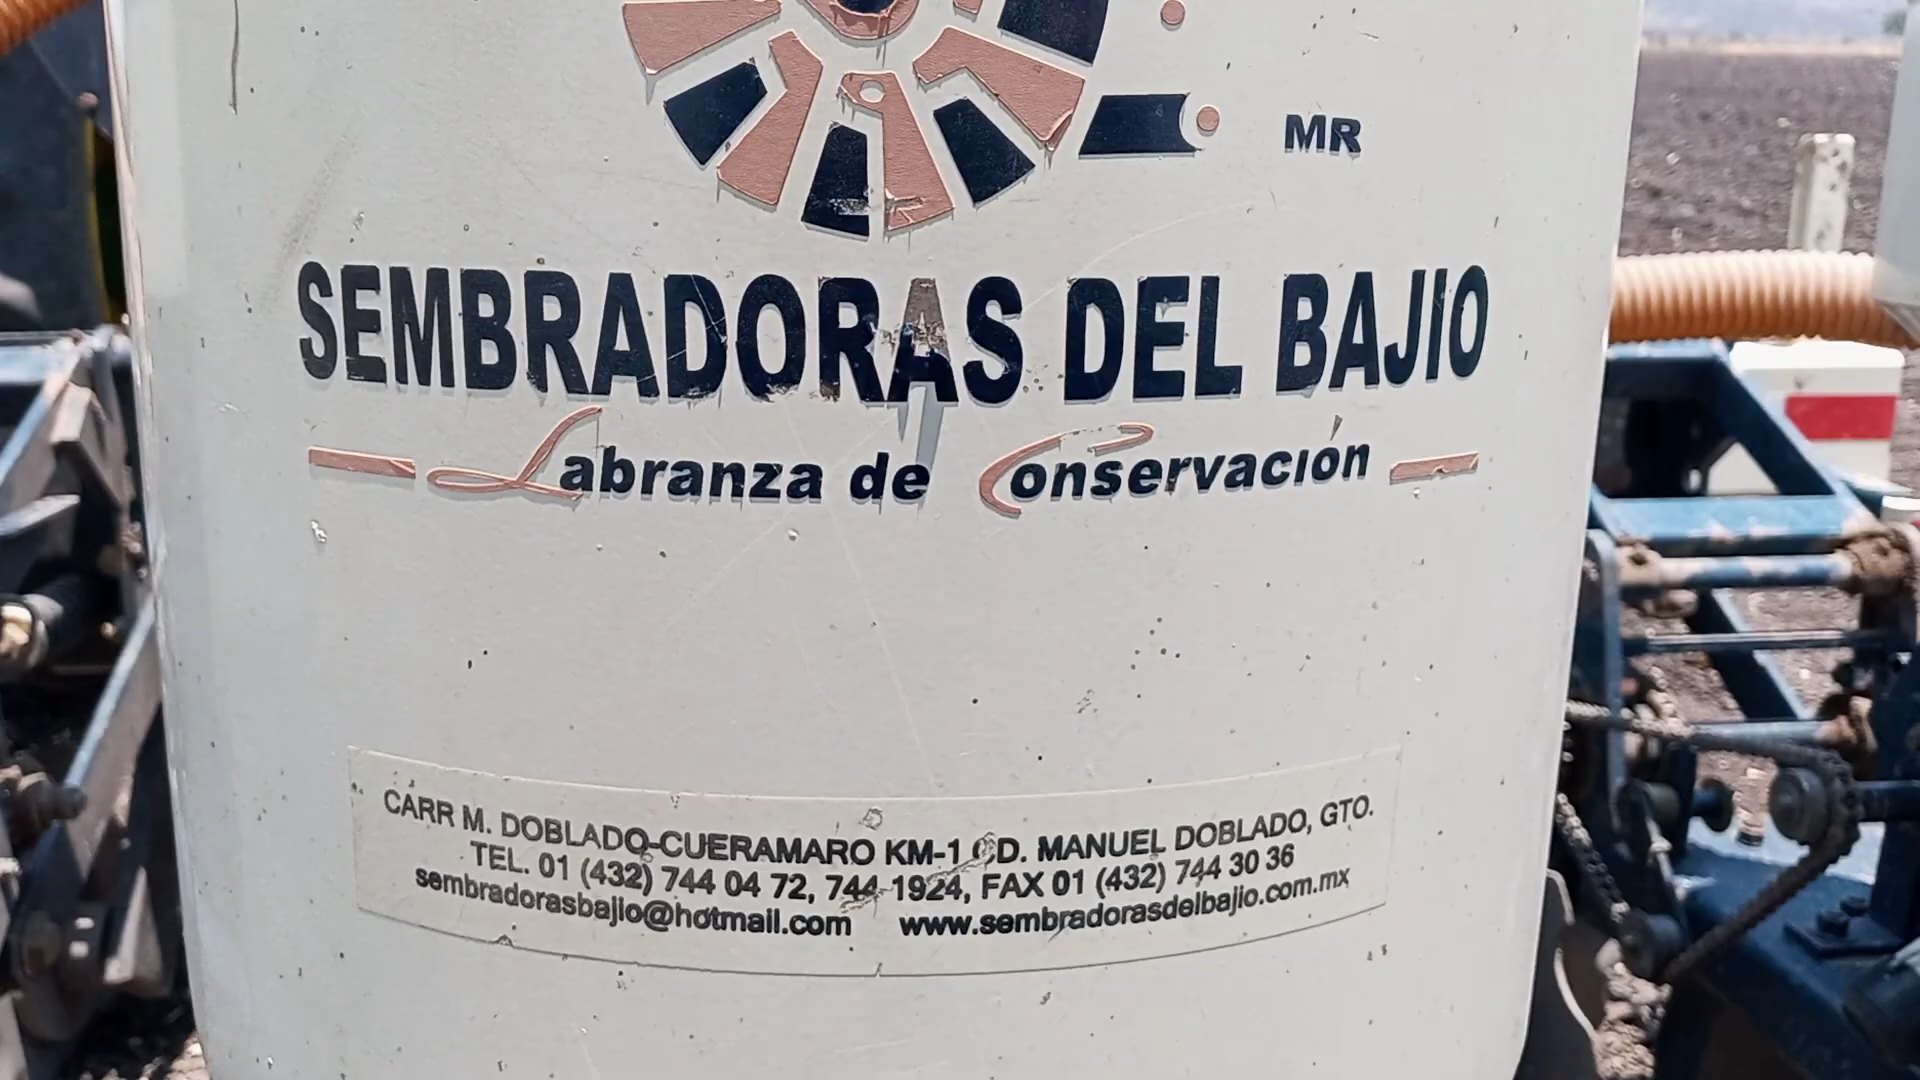 MR
SEMBRADORAS DEL BAJIO
Labranza de Conservación
CARR M. DOBLADO-CUERAMARO KM-1 CD. MANUEL DOBLADO, GTO.
TEL. 01 (432) 744 04 72, 744 1924, FAX 01 (432) 744 30 36
sembradorasbajio@hotmail.com www.sembradorasdelbajio.com.mx